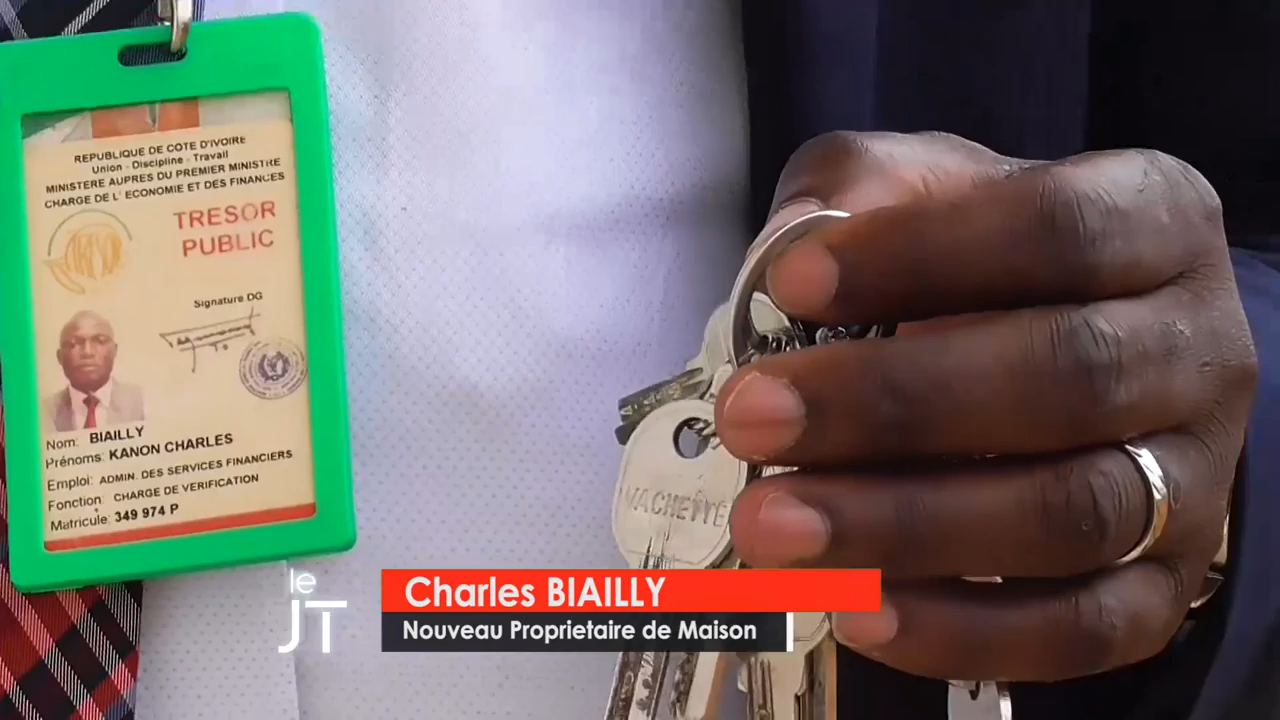 REPUBLIQUE DE COTE D'IVOIRE
Union - Discipline - Travail
MINISTERE AUPRES DU PREMIER MINISTRE
CHARGE DE L' ECONOMIE ET DES FINANCES
TRESOR
PUBLIC
TRESOR
Signature DG
Nom: BIAILLY
Prénoms: KANON CHARLES
Emploi: ADMIN. DES SERVICES FINANCIERS
Fonction: CHARGE DE VERIFICATION
Matricule: 349 974 P
VACHETTE
le
JT
Charles BIAILLY
Nouveau Proprietaire de Maison